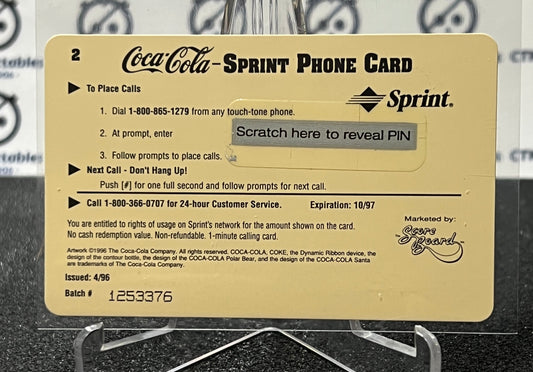 2
Coca-Cola - SPRINT PHONE CARD
To Place Calls
Sprint®
1. Dial 1-800-865-1279 from any touch-tone phone.
2. At prompt, enter
Scratch here to reveal PIN
3. Follow prompts to place calls.
Next Call - Don't Hang Up!
Push [#] for one full second and follow prompts for next call.
Call 1-800-366-0707 for 24-hour Customer Service. Expiration: 10/97
You are entitled to rights of usage on Sprint's network for the amount shown on the card.
No cash redemption value. Non-refundable. 1-minute calling card.
Marketed by:
Score Board™
Artwork ©1996 The Coca-Cola Company. All rights reserved. COCA-COLA, COKE, the Dynamic Ribbon device, the
design of the contour bottle, the design of the COCA-COLA Polar Bear, and the design of the COCA-COLA Santa
are trademarks of The Coca-Cola Company.
Issued: 4/96
Batch # 1253376